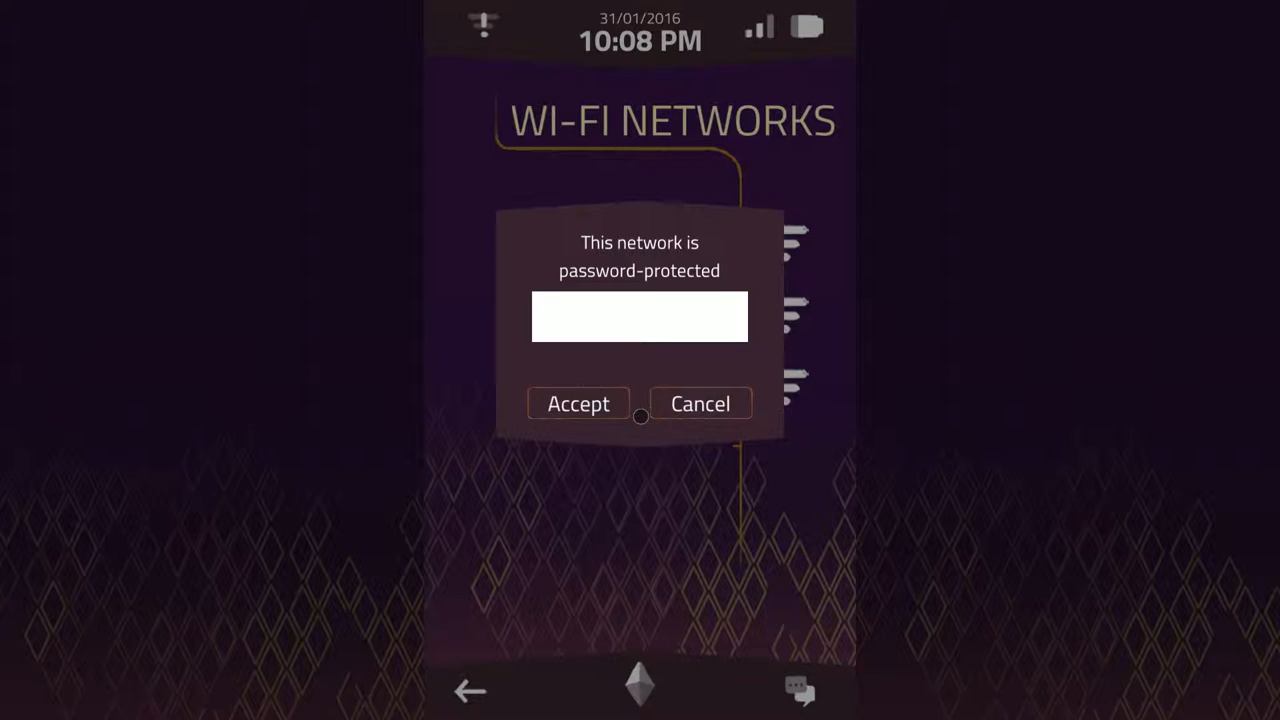 31/01/2016
10:08 PM
WI-FI NETWORKS
This network is
password-protected
Accept
Cancel